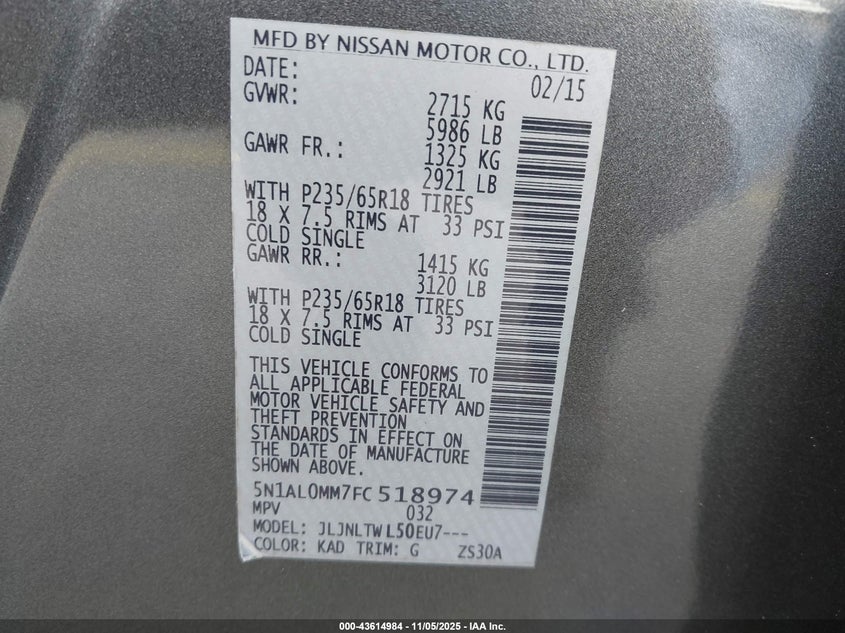 MFD BY NISSAN MOTOR CO., LTD.
DATE: 02/15
GVWR: 2715 KG
5986 LB
GAWR FR.: 1325 KG
2921 LB
WITH P235/65R18 TIRES
18 X 7.5 RIMS AT 33 PSI
COLD SINGLE
GAWR RR.: 1415 KG
3120 LB
WITH P235/65R18 TIRES
18 X 7.5 RIMS AT 33 PSI
COLD SINGLE
THIS VEHICLE CONFORMS TO
ALL APPLICABLE FEDERAL
MOTOR VEHICLE SAFETY AND
THEFT PREVENTION
STANDARDS IN EFFECT ON
THE DATE OF MANUFACTURE
SHOWN ABOVE.
5N1AL0MM7FC518974
MPV 032
MODEL: JLJNLTWL50EU7---
COLOR: KAD TRIM: G ZS30A
000-43614984 - 11/05/2025 - IAA Inc.